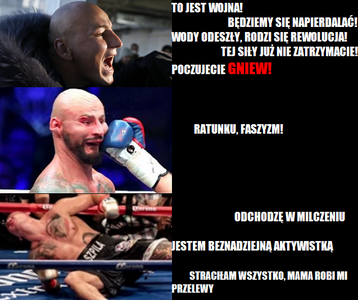 TO JEST WOJNA!
BĘDZIEMY SIĘ NAPIERDALAĆ!
WODY ODESZŁY, RODZI SIĘ REWOLUCJA!
TEJ SIŁY JUŻ NIE ZATRZYMACIE!
POCZUJECIE GNIEW!
RATUNKU, FASZYZM!
ODCHODZĘ W MILCZENIU
JESTEM BEZNADZIEJNĄ AKTYWISTKĄ
STRACIŁAM WSZYSTKO, MAMA ROBI MI
PRZELEWY